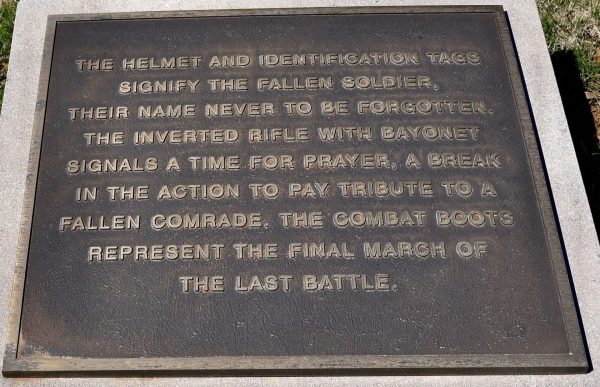 THE HELMET AND IDENTIFICATION TAGS
SIGNIFY THE FALLEN SOLDIER,
THEIR NAME NEVER TO BE FORGOTTEN.
THE INVERTED RIFLE WITH BAYONET
SIGNALS A TIME FOR PRAYER, A BREAK
IN THE ACTION TO PAY TRIBUTE TO A
FALLEN COMRADE. THE COMBAT BOOTS
REPRESENT THE FINAL MARCH OF
THE LAST BATTLE.